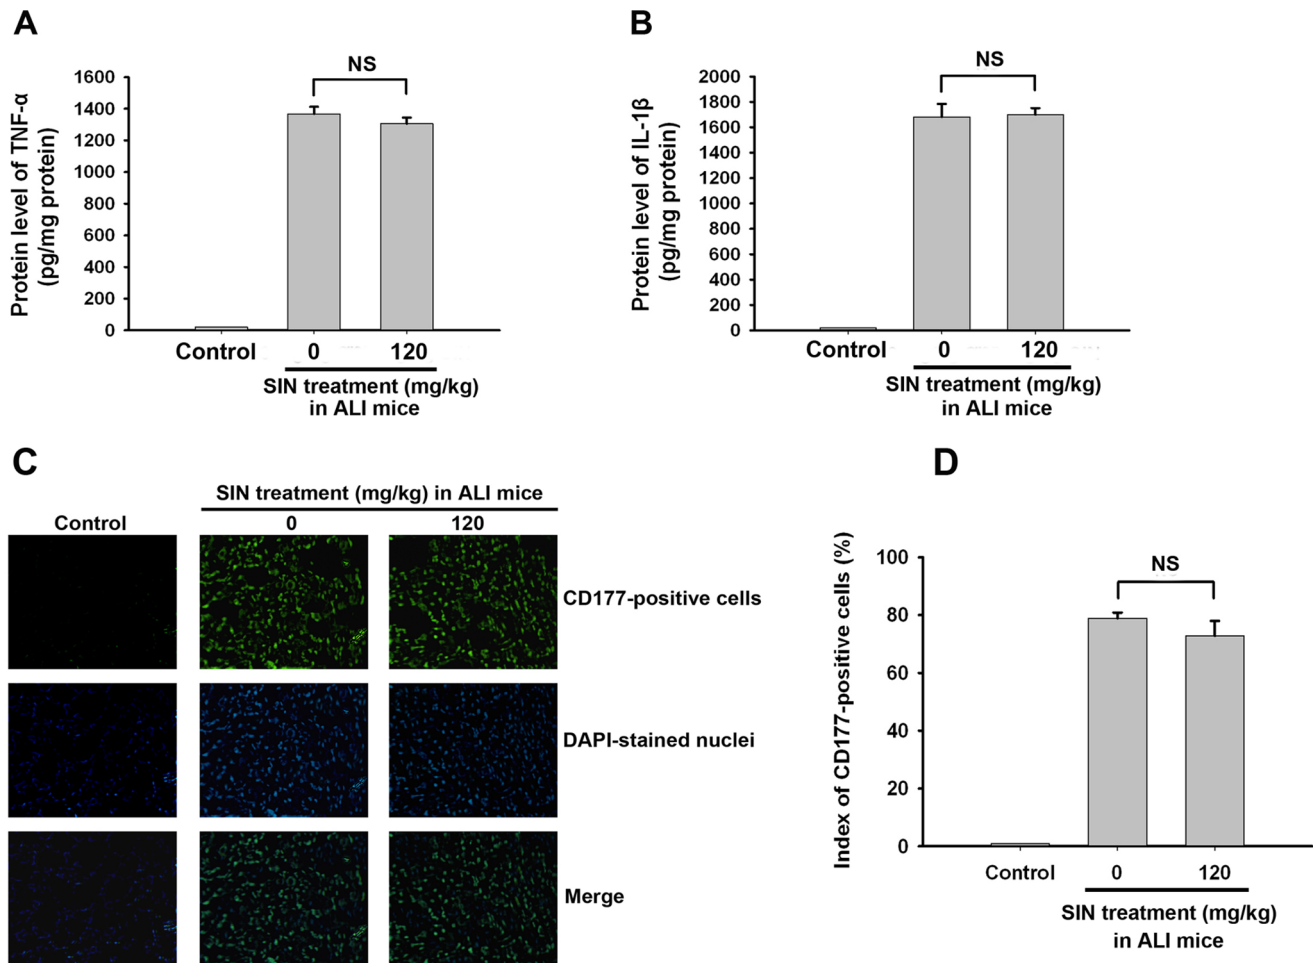 A
NS
1600
1400
1200
1000
800
600
400
200
0
Protein level of TNF-α
(pg/mg protein)
Control 0 120
SIN treatment (mg/kg)
in ALI mice
B
NS
2000
1800
1600
1400
1200
1000
800
600
400
200
0
Protein level of IL-1β
(pg/mg protein)
Control 0 120
SIN treatment (mg/kg)
in ALI mice
C
SIN treatment (mg/kg) in ALI mice
Control 0 120
CD177-positive cells
DAPI-stained nuclei
Merge
D
NS
100
80
60
40
20
0
Index of CD177-positive cells (%)
Control 0 120
SIN treatment (mg/kg)
in ALI mice